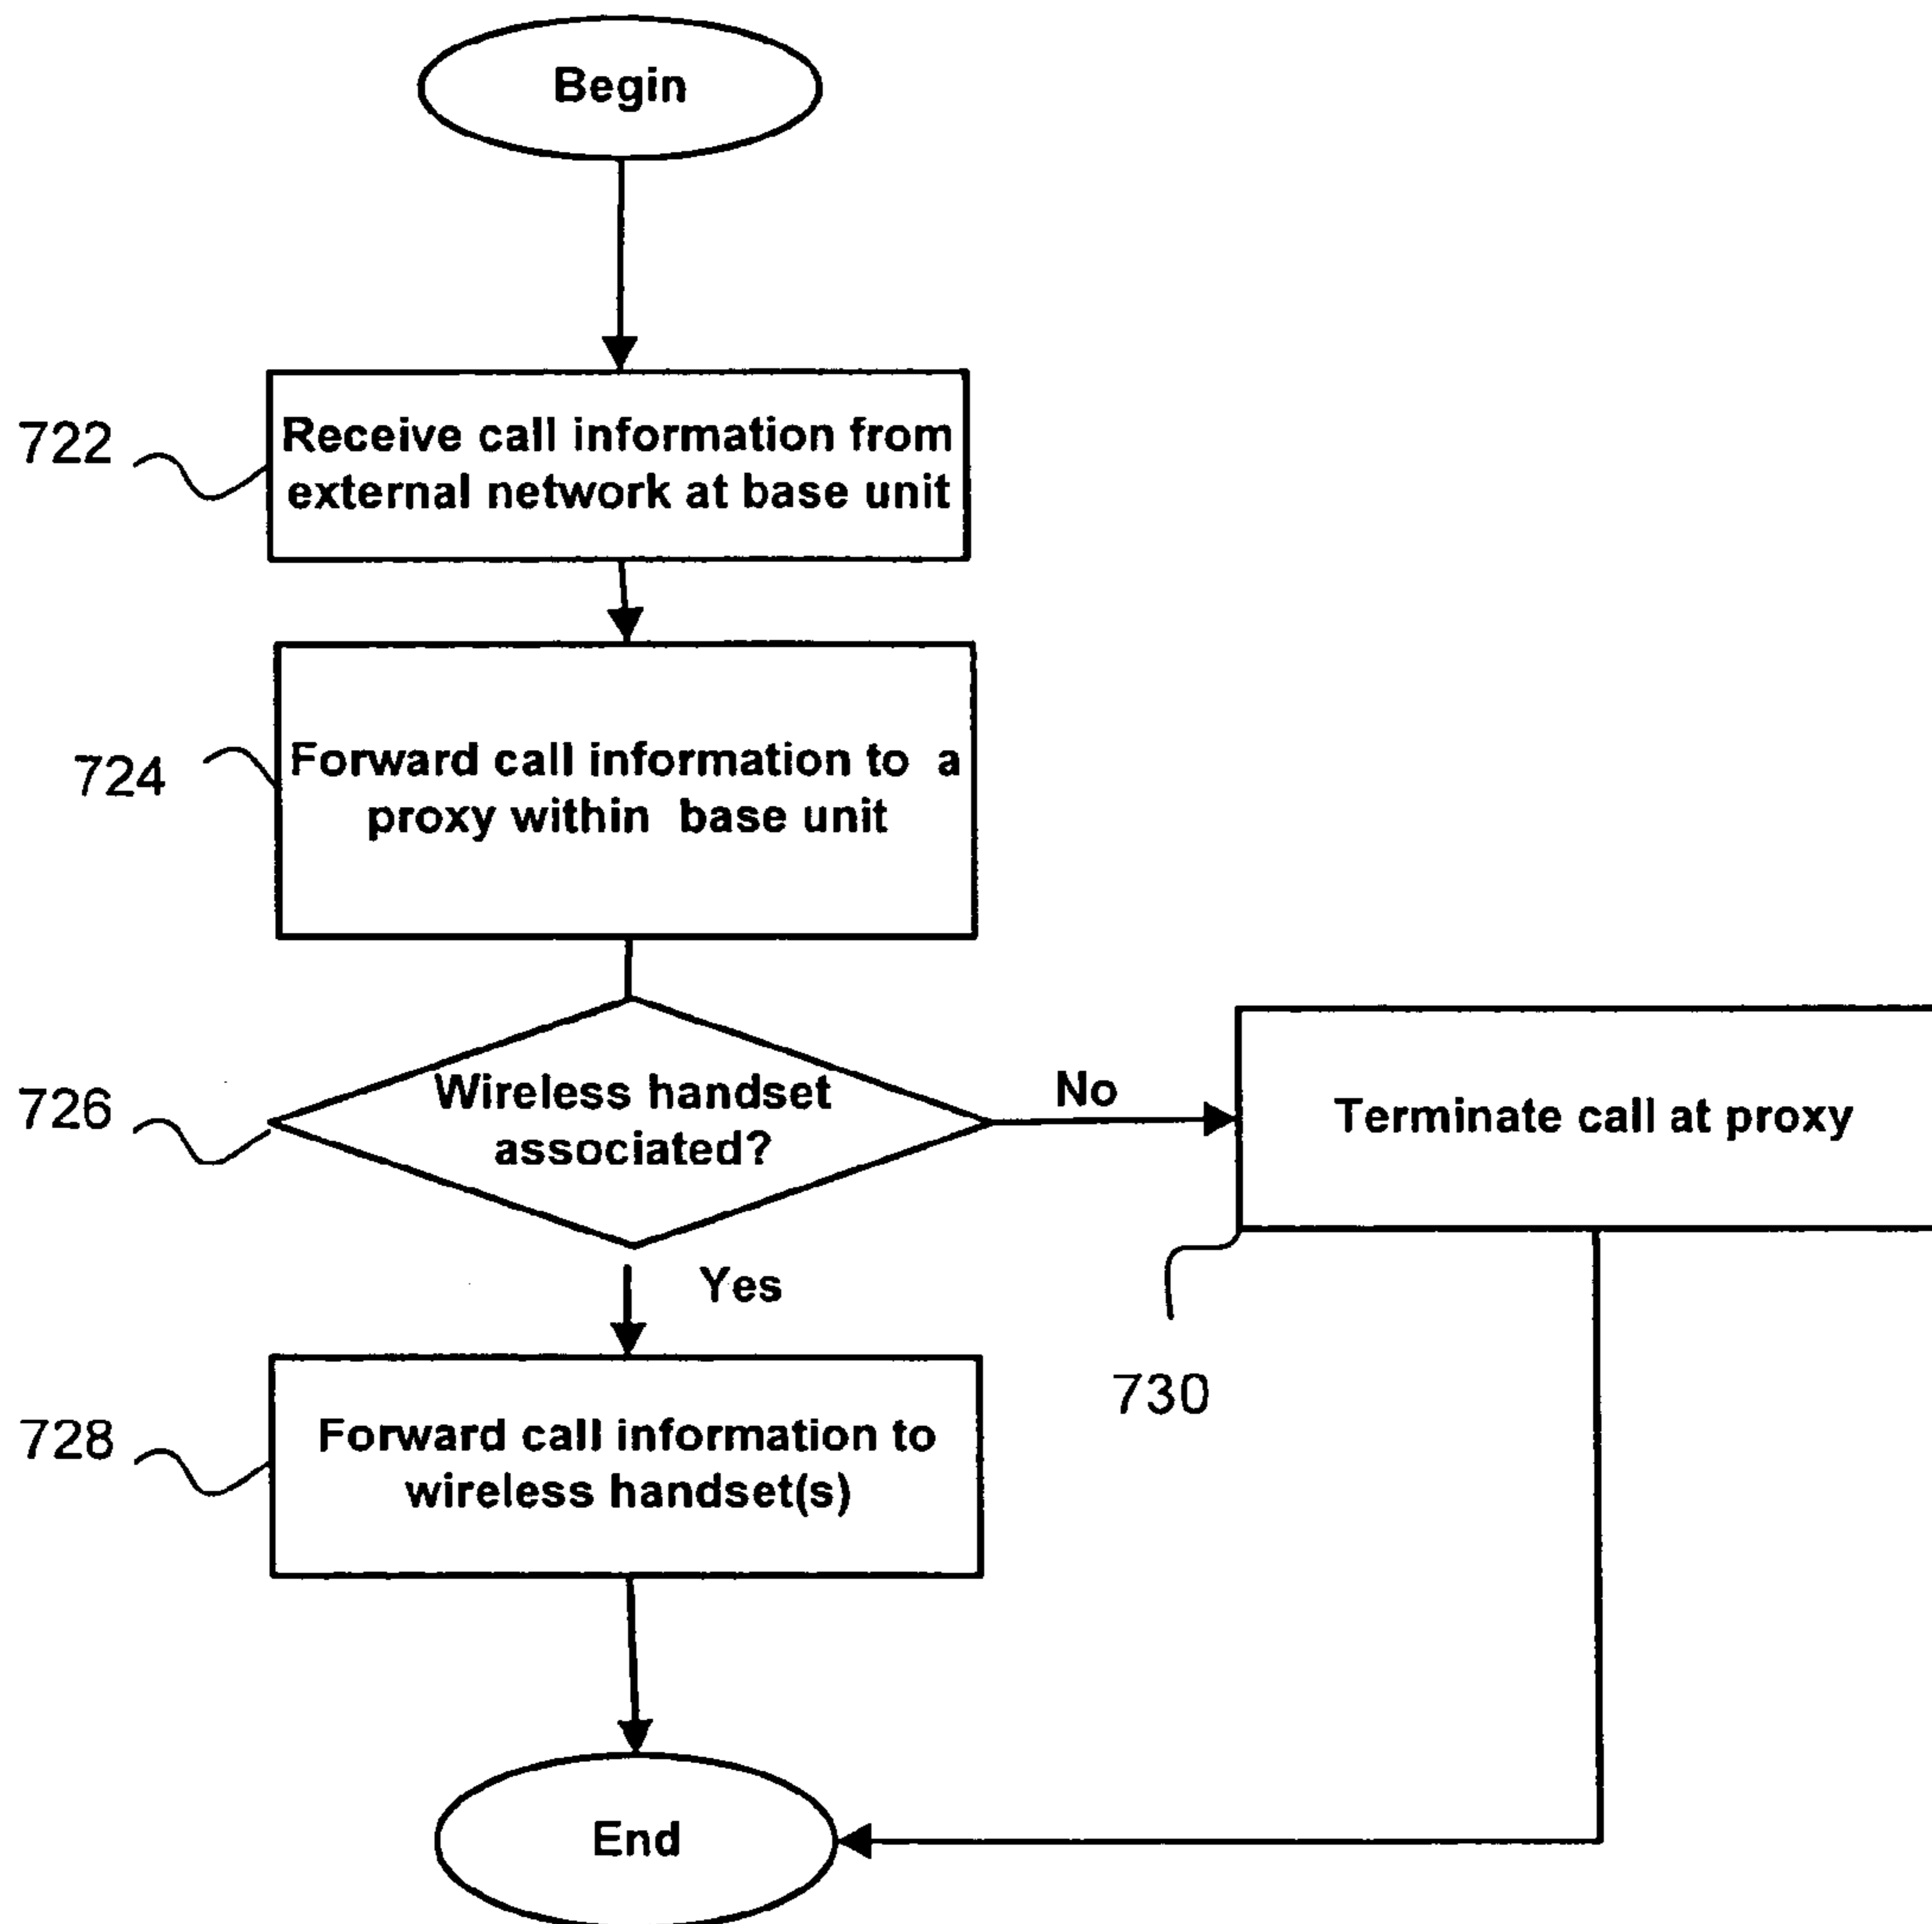 Begin
722
Receive call information from
external network at base unit
724
Forward call information to a
proxy within base unit
726
Wireless handset
associated?
No
Terminate call at proxy
Yes
730
728
Forward call information to
wireless handset(s)
End